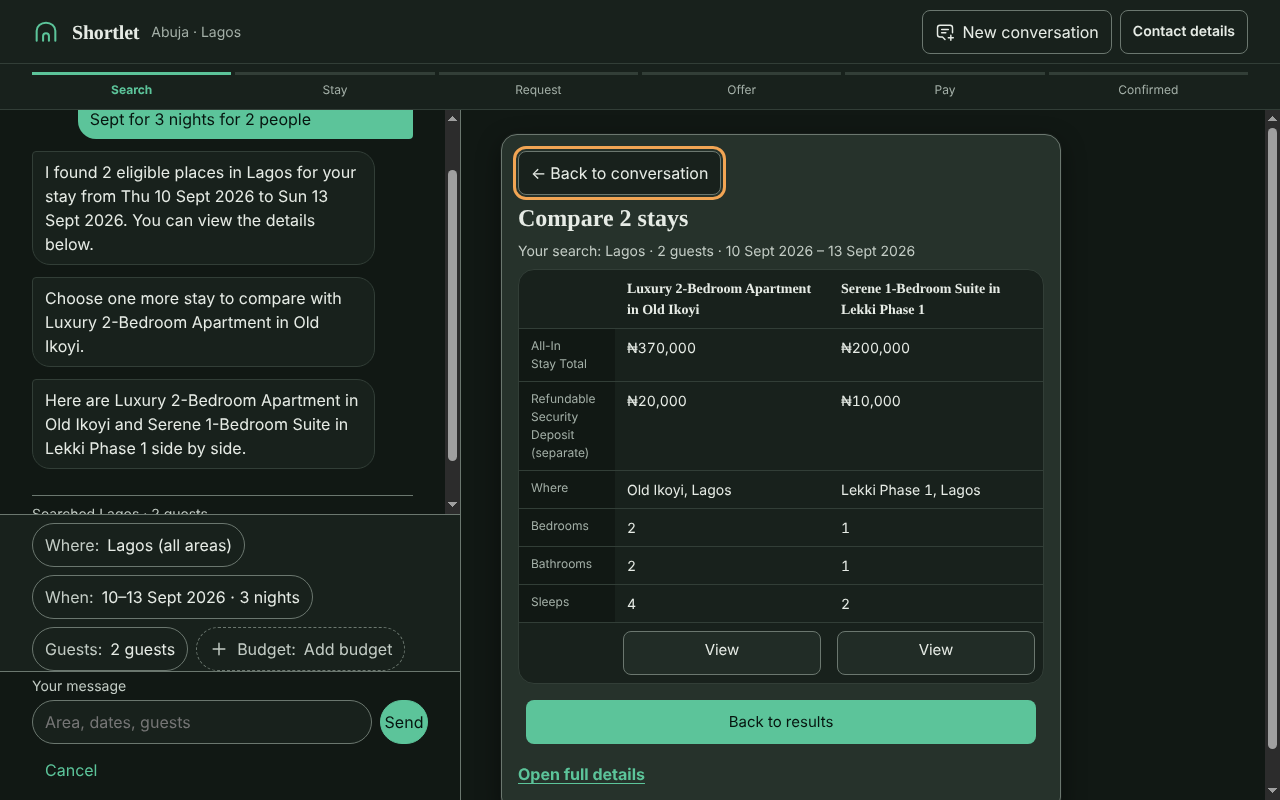 Shortlet Abuja · Lagos
New conversation
Contact details
Search
Stay
Request
Offer
Pay
Confirmed
Sept for 3 nights for 2 people
I found 2 eligible places in Lagos for your
stay from Thu 10 Sept 2026 to Sun 13
Sept 2026. You can view the details
below.
Choose one more stay to compare with
Luxury 2-Bedroom Apartment in Old
Ikoyi.
Here are Luxury 2-Bedroom Apartment in
Old Ikoyi and Serene 1-Bedroom Suite in
Lekki Phase 1 side by side.
Searched Lagos · 2 guests
Where: Lagos (all areas)
When: 10–13 Sept 2026 · 3 nights
Guests: 2 guests
+ Budget: Add budget
Your message
Area, dates, guests
Send
Cancel
← Back to conversation
Compare 2 stays
Your search: Lagos · 2 guests · 10 Sept 2026 – 13 Sept 2026
Luxury 2-Bedroom Apartment
in Old Ikoyi
Serene 1-Bedroom Suite in
Lekki Phase 1
All-In
Stay Total
₦370,000
₦200,000
Refundable
Security
Deposit
(separate)
₦20,000
₦10,000
Where
Old Ikoyi, Lagos
Lekki Phase 1, Lagos
Bedrooms
2
1
Bathrooms
2
1
Sleeps
4
2
View
View
Back to results
Open full details